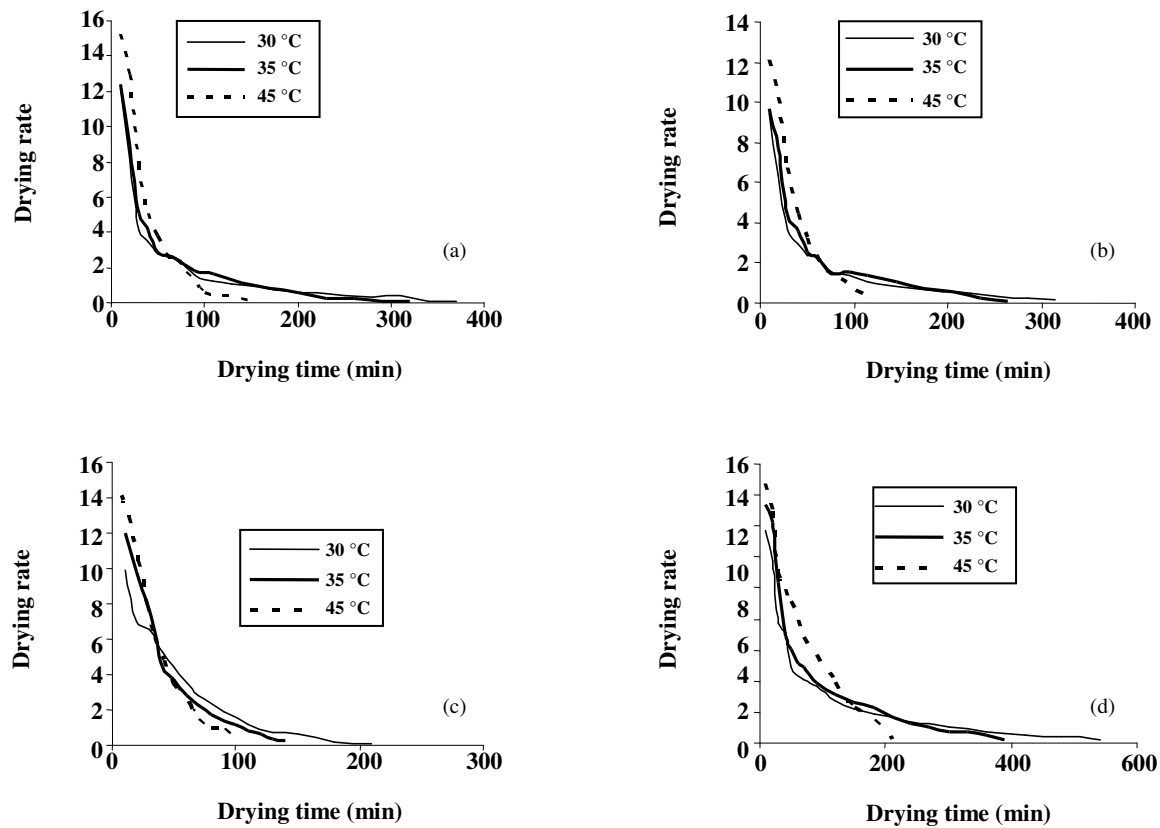 16
14
12
10
8
6
4
2
0
Drying rate
30 °C
35 °C
45 °C
(a)
0 100 200 300 400
Drying time (min)
14
12
10
8
6
4
2
0
Drying rate
30 °C
35 °C
45 °C
(b)
0 100 200 300 400
Drying time (min)
16
14
12
10
8
6
4
2
0
Drying rate
30 °C
35 °C
45 °C
(c)
0 100 200 300
Drying time (min)
16
14
12
10
8
6
4
2
0
Drying rate
30 °C
35 °C
45 °C
(d)
0 200 400 600
Drying time (min)